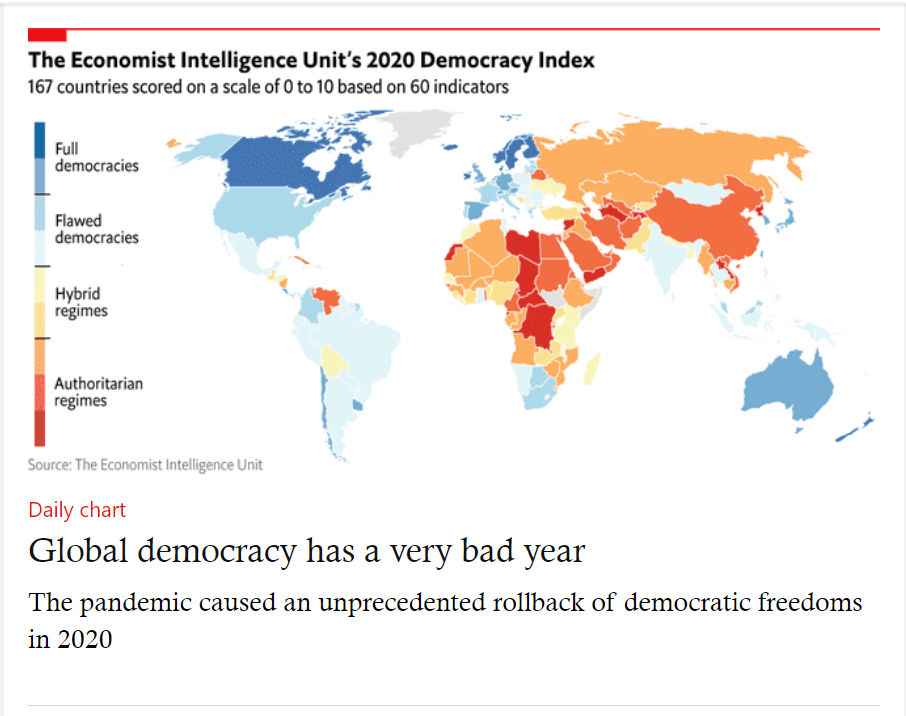 The Economist Intelligence Unit's 2020 Democracy Index
167 countries scored on a scale of 0 to 10 based on 60 indicators
Full
democracies
Flawed
democracies
Hybrid
regimes
Authoritarian
regimes
Source: The Economist Intelligence Unit
Daily chart
Global democracy has a very bad year
The pandemic caused an unprecedented rollback of democratic freedoms
in 2020